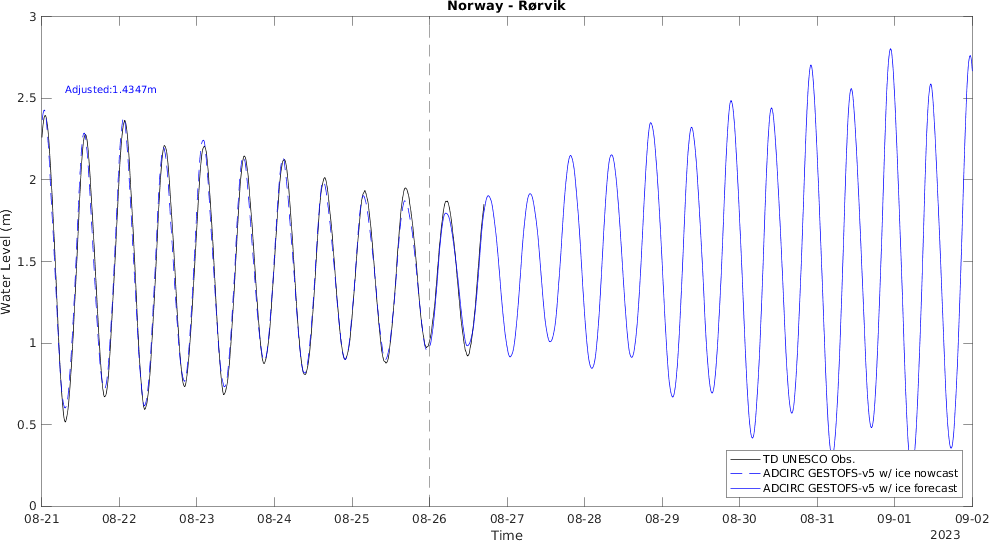 Norway - Rørvik
3
2.5
2
1.5
1
0.5
0
Water Level (m)
Adjusted:1.4347m
TD UNESCO Obs.
ADCIRC GESTOFS-v5 w/ ice nowcast
ADCIRC GESTOFS-v5 w/ ice forecast
08-21 08-22 08-23 08-24 08-25 08-26 08-27 08-28 08-29 08-30 08-31 09-01 09-02
Time
2023